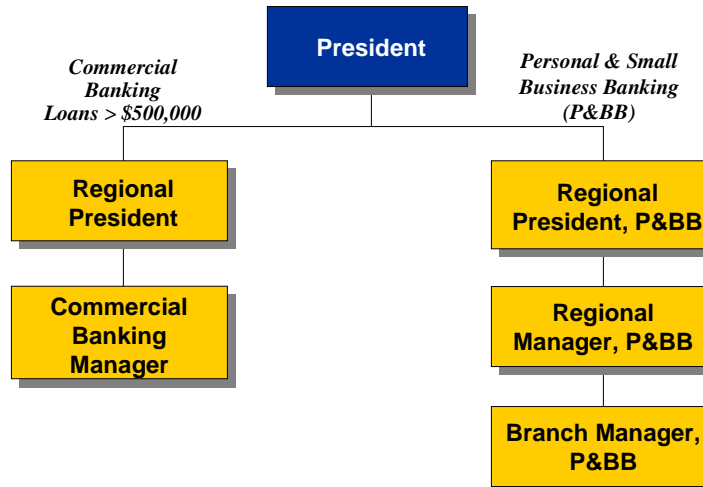 President
Commercial
Banking
Loans > $500,000
Personal & Small
Business Banking
(P&BB)
Regional
President
Regional
President, P&BB
Commercial
Banking
Manager
Regional
Manager, P&BB
Branch Manager,
P&BB